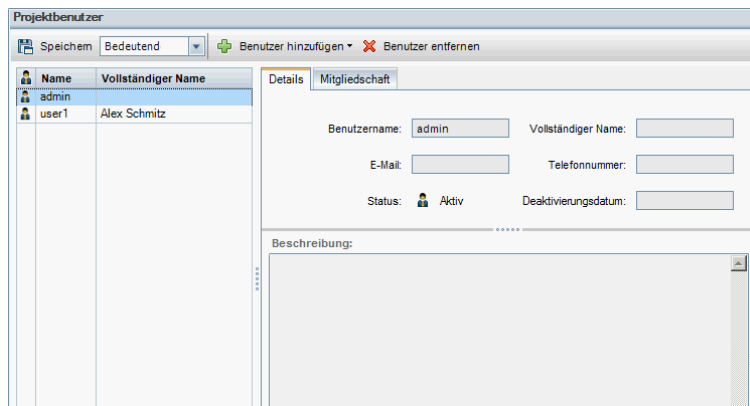 Projektbenutzer
Speichern Bedeutend Benutzer hinzufügen Benutzer entfernen
Name Vollständiger Name
admin
user1 Alex Schmitz
Details Mitgliedschaft
Benutzername: admin Vollständiger Name:
E-Mail: Telefonnummer:
Status: Aktiv Deaktivierungsdatum:
Beschreibung: